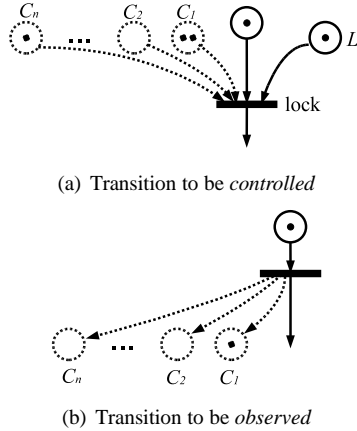 Cn ... C2 C1
L
lock
(a) Transition to be controlled
Cn ... C2 C1
(b) Transition to be observed